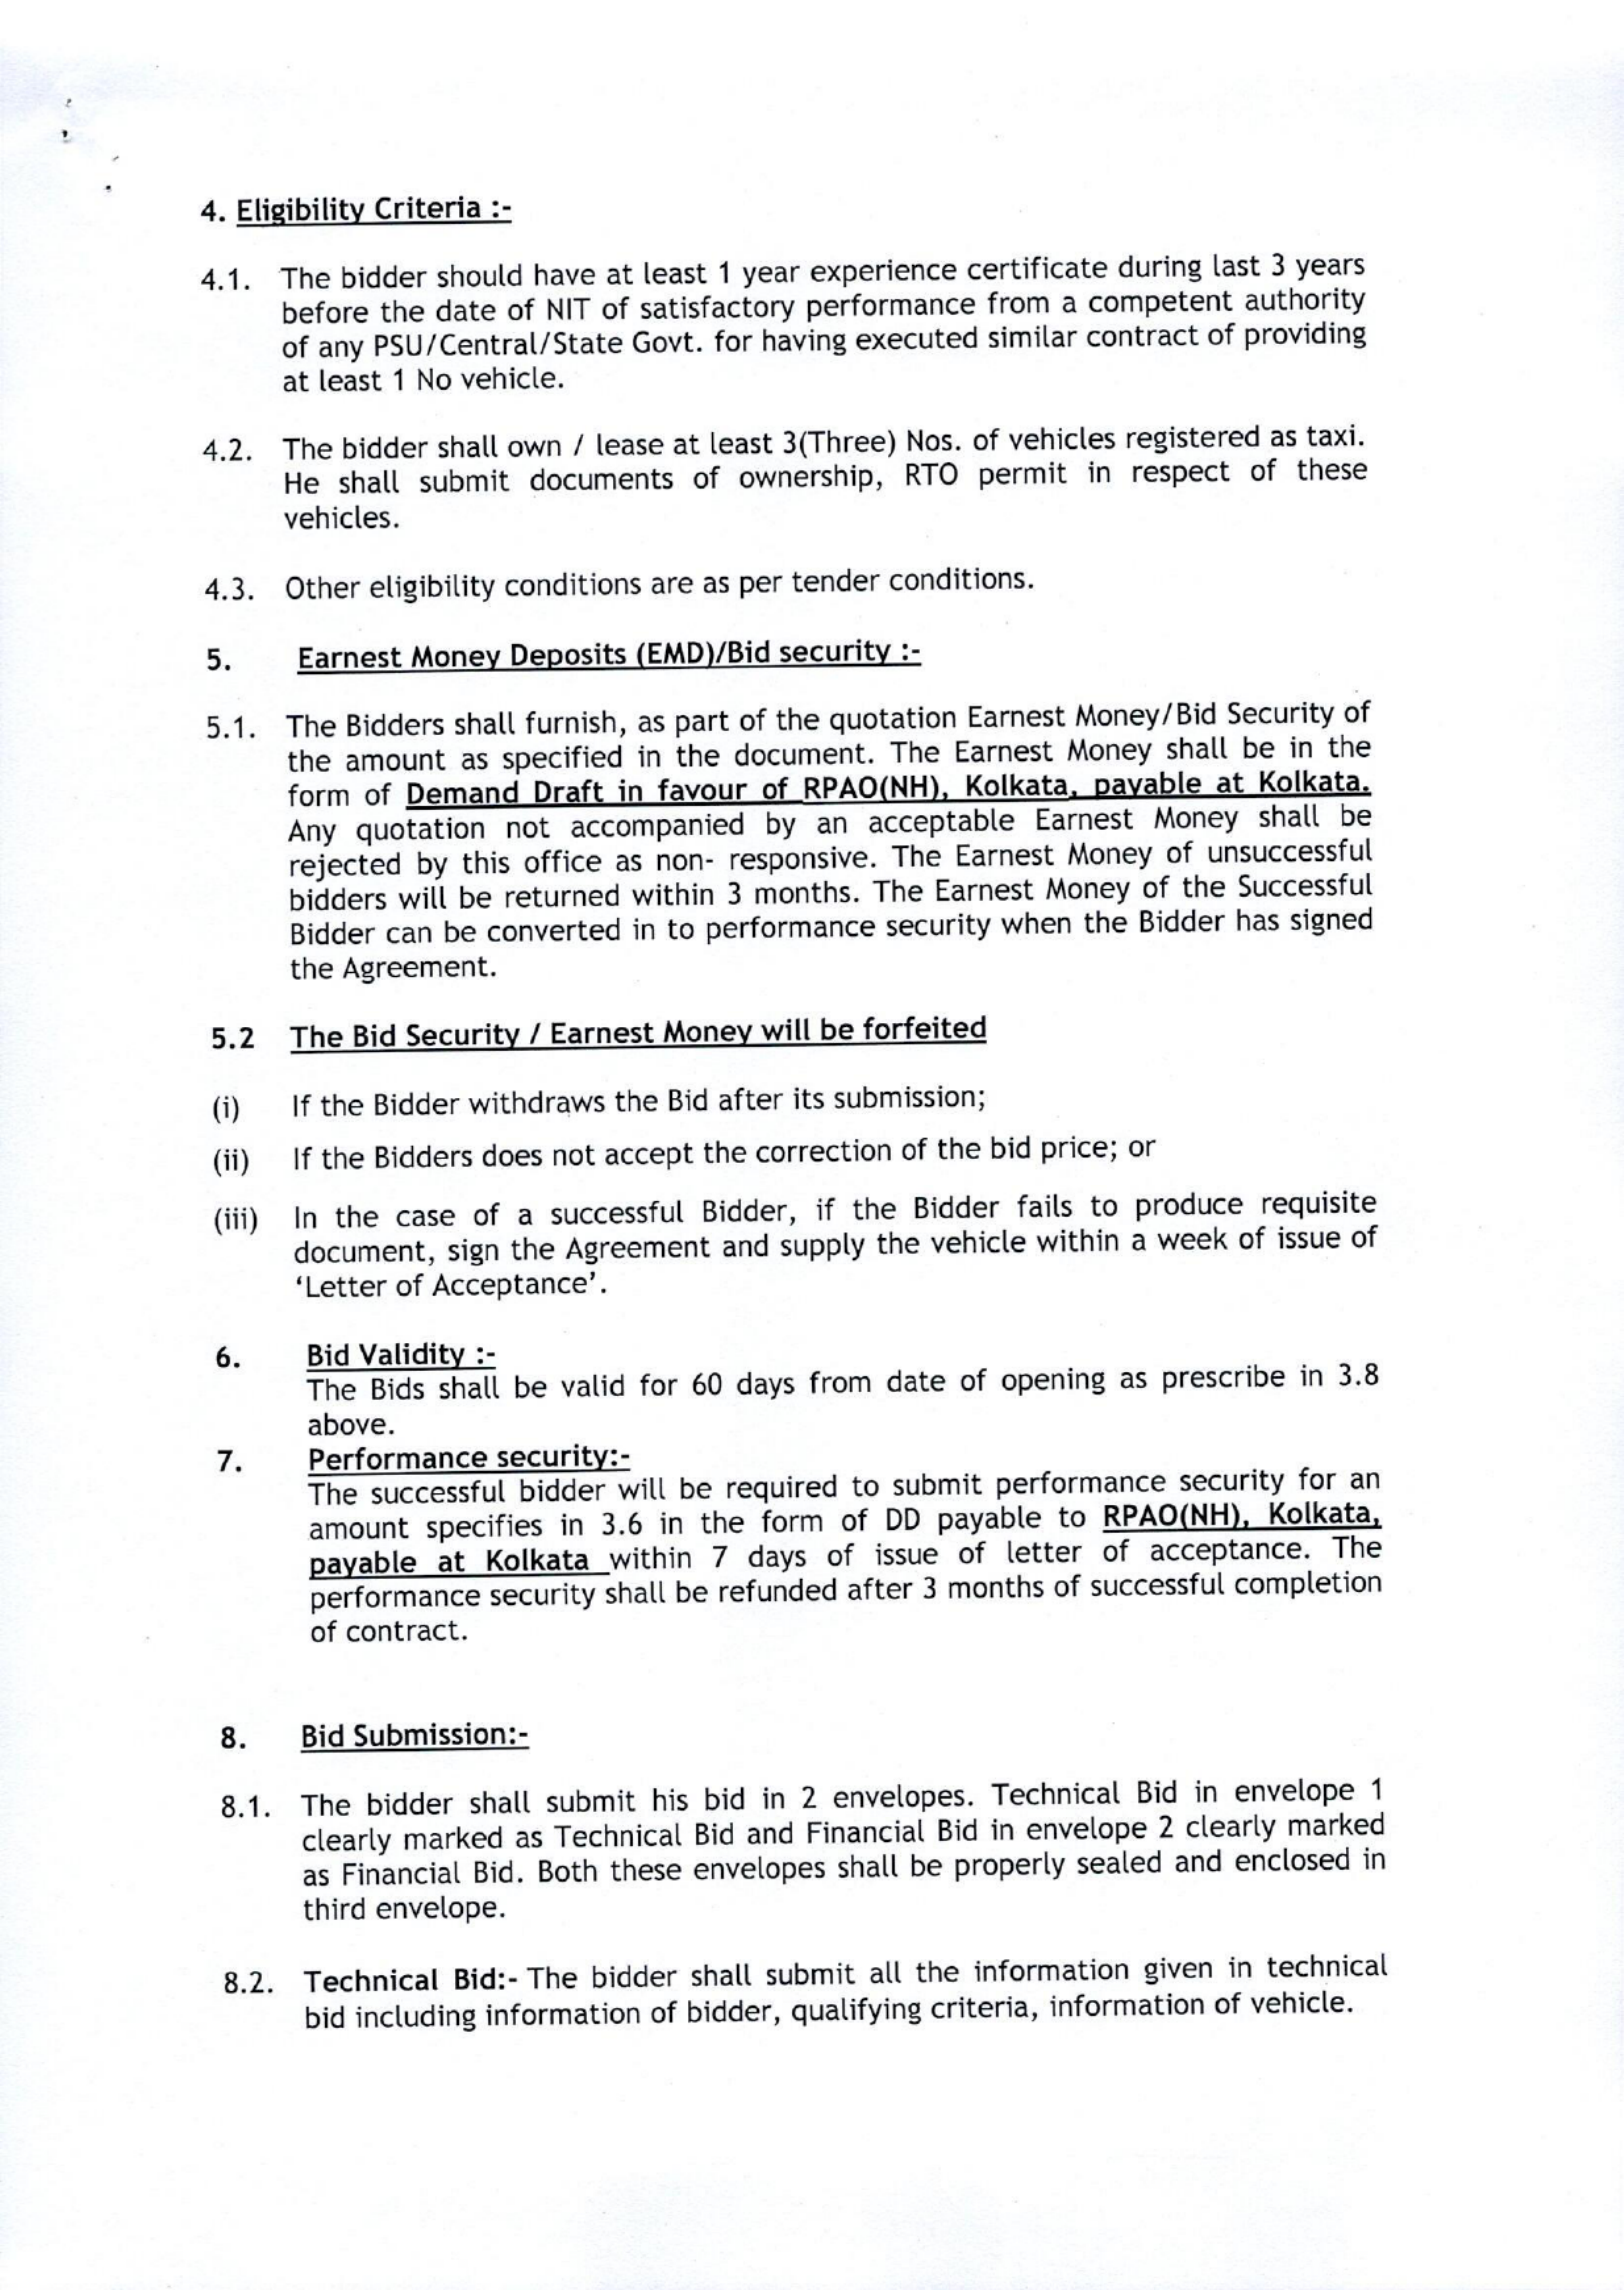 4. Eligibility Criteria :-
4.1. The bidder should have at least 1 year experience certificate during last 3 years
before the date of NIT of satisfactory performance from a competent authority
of any PSU/Central/State Govt. for having executed similar contract of providing
at least 1 No vehicle.
4.2. The bidder shall own / lease at least 3(Three) Nos. of vehicles registered as taxi.
He shall submit documents of ownership, RTO permit in respect of these
vehicles.
4.3. Other eligibility conditions are as per tender conditions.
5. Earnest Money Deposits (EMD)/Bid security :-
5.1. The Bidders shall furnish, as part of the quotation Earnest Money/Bid Security of
the amount as specified in the document. The Earnest Money shall be in the
form of Demand Draft in favour of RPAO(NH), Kolkata, payable at Kolkata.
Any quotation not accompanied by an acceptable Earnest Money shall be
rejected by this office as non- responsive. The Earnest Money of unsuccessful
bidders will be returned within 3 months. The Earnest Money of the Successful
Bidder can be converted in to performance security when the Bidder has signed
the Agreement.
5.2 The Bid Security / Earnest Money will be forfeited
(i) If the Bidder withdraws the Bid after its submission;
(ii) If the Bidders does not accept the correction of the bid price; or
(iii) In the case of a successful Bidder, if the Bidder fails to produce requisite
document, sign the Agreement and supply the vehicle within a week of issue of
‘Letter of Acceptance’.
6. Bid Validity :-
The Bids shall be valid for 60 days from date of opening as prescribe in 3.8
above.
7. Performance security:-
The successful bidder will be required to submit performance security for an
amount specifies in 3.6 in the form of DD payable to RPAO(NH), Kolkata,
payable at Kolkata within 7 days of issue of letter of acceptance. The
performance security shall be refunded after 3 months of successful completion
of contract.
8. Bid Submission:-
8.1. The bidder shall submit his bid in 2 envelopes. Technical Bid in envelope 1
clearly marked as Technical Bid and Financial Bid in envelope 2 clearly marked
as Financial Bid. Both these envelopes shall be properly sealed and enclosed in
third envelope.
8.2. Technical Bid:- The bidder shall submit all the information given in technical
bid including information of bidder, qualifying criteria, information of vehicle.